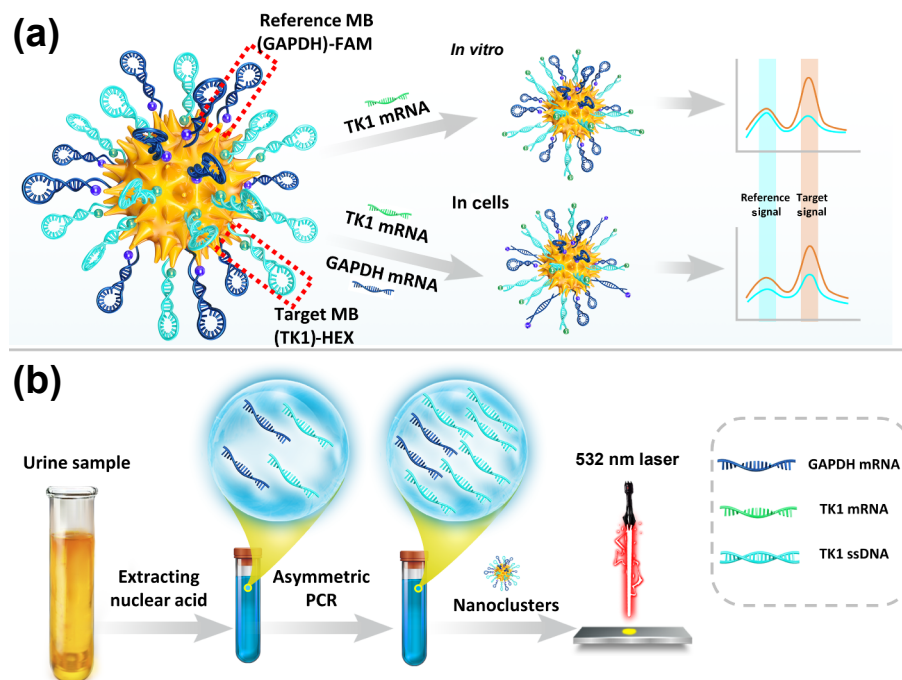 (a)
Reference MB
(GAPDH)-FAM
In vitro
TK1 mRNA
In cells
TK1 mRNA
GAPDH mRNA
Reference
signal
Target
signal
Target MB
(TK1)-HEX
(b)
Urine sample
Extracting
nuclear acid
Asymmetric
PCR
Nanoclusters
532 nm laser
GAPDH mRNA
TK1 mRNA
TK1 ssDNA